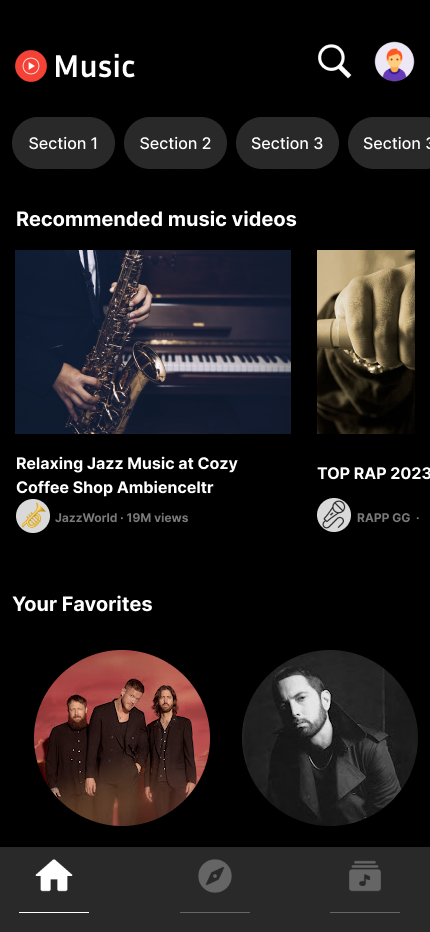 Music
Section 1
Section 2
Section 3
Section 3
Recommended music videos
Relaxing Jazz Music at Cozy
Coffee Shop Ambienceltr
JazzWorld · 19M views
TOP RAP 2023
RAPP GG ·
Your Favorites